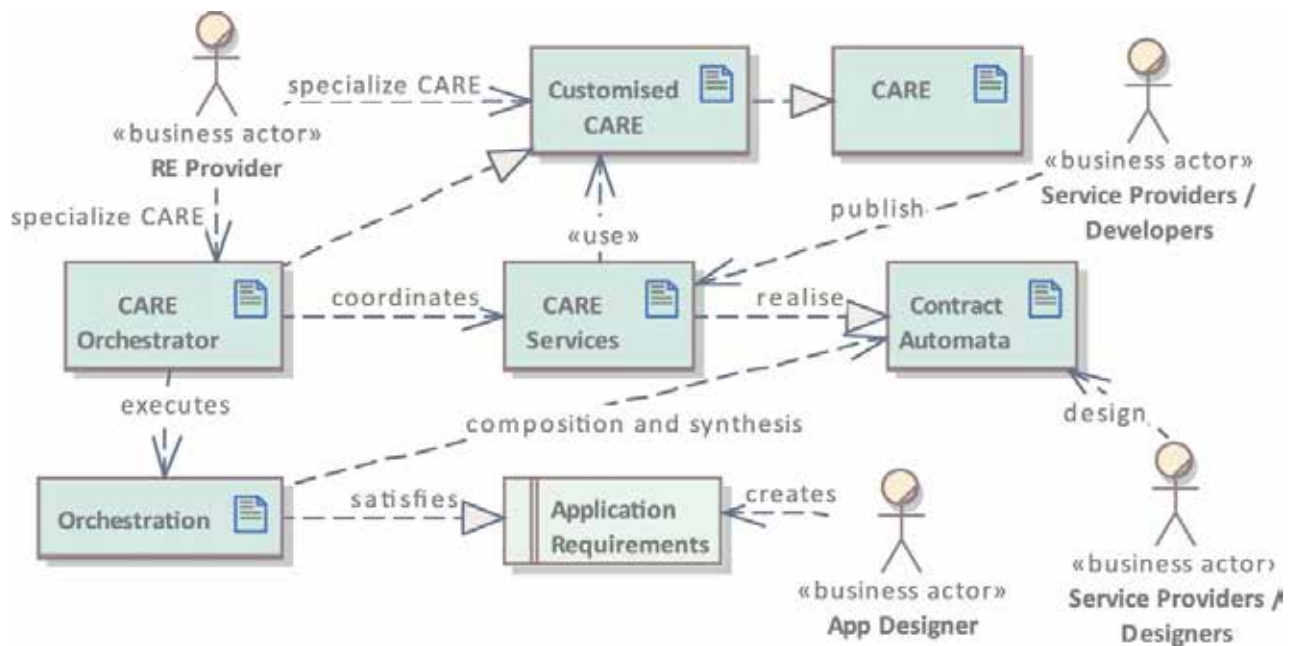 specialize CARE
Customised
CARE
CARE
«business actor»
RE Provider
«business actor»
Service Providers /
Developers
specialize CARE
publish
«use»
CARE
Orchestrator
coordinates
CARE
Services
realise
Contract
Automata
executes
composition and synthesis
design
Orchestration
satisfies
Application
Requirements
creates
«business actor»
App Designer
«business actor»
Service Providers /
Designers